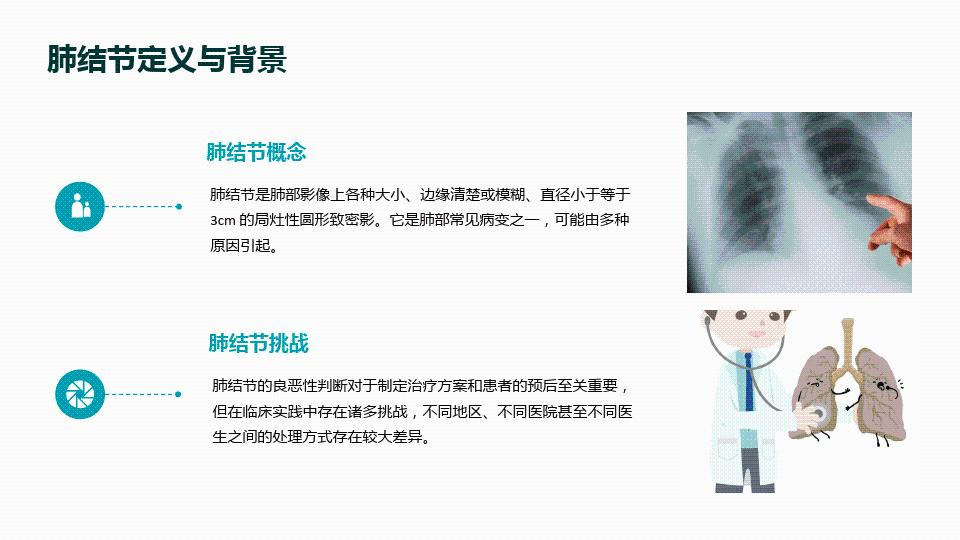 肺结节定义与背景
肺结节概念
肺结节是肺部影像上各种大小、边缘清楚或模糊、直径小于等于
3cm 的局灶性圆形致密影。它是肺部常见病变之一，可能由多种
原因引起。
肺结节挑战
肺结节的良恶性判断对于制定治疗方案和患者的预后至关重要，
但在临床实践中存在诸多挑战，不同地区、不同医院甚至不同医
生之间的处理方式存在较大差异。